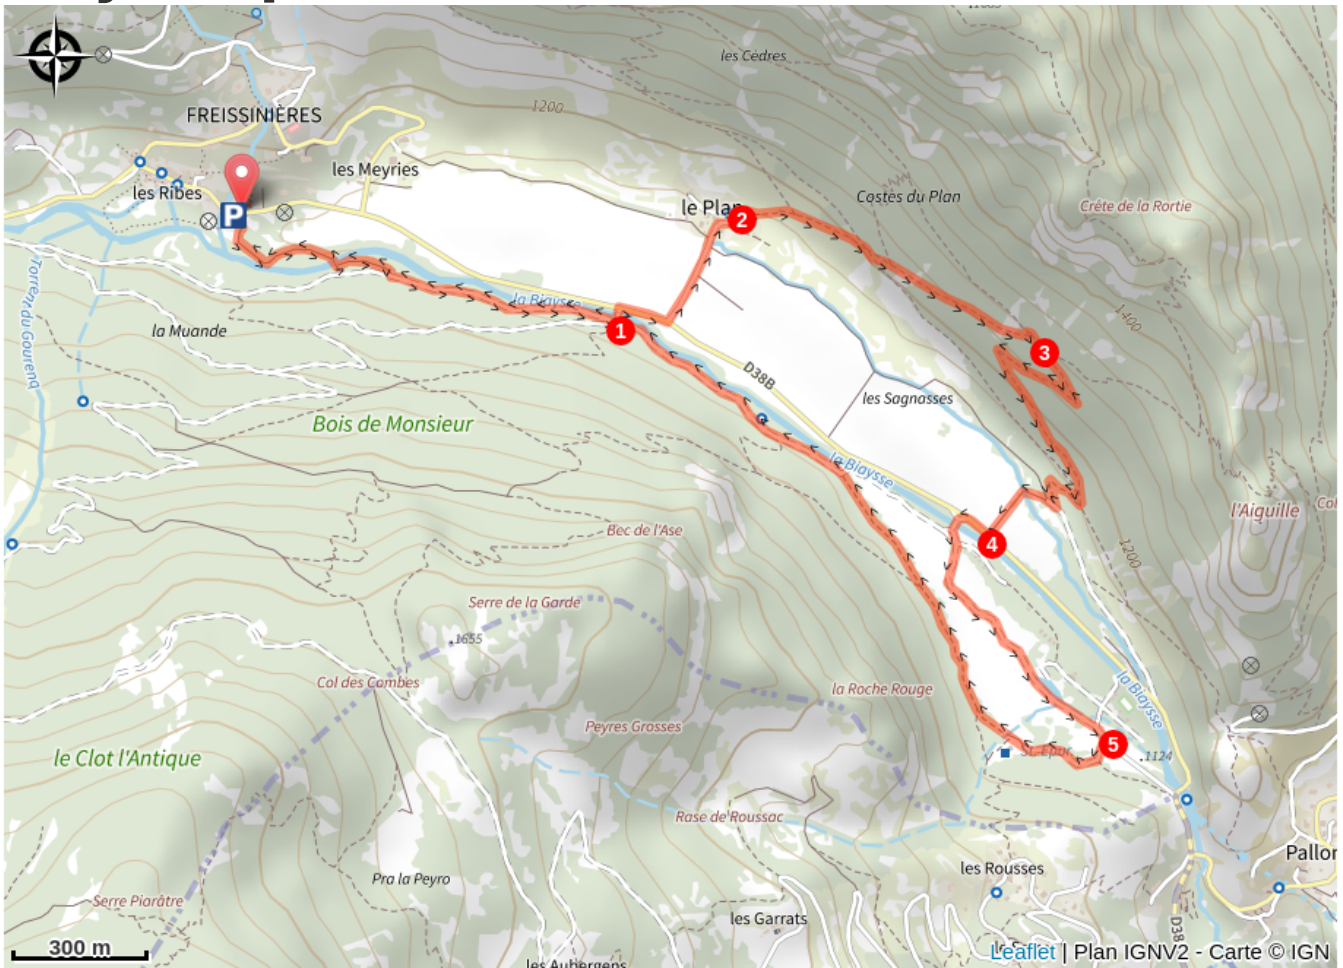 les Cèdres
1200
FREISSINIÈRES
les Meyries
les Ribes
P
le Plan
2
Costes du Plan
Crête de la Rortie
la Biaysse
1
la Muande
1400
3
D38B
les Sagnasses
Bois de Monsieur
la Biaysse
l'Aiguille
Col
Bec de l'Ase
4
1200
Serre de la Garde
.1655
Col des Combes
la Roche Rouge
la Biaysse
Peyres Grosses
5
le Clot l'Antique
.1124
Rase de Roussac
Pallon
les Rousses
Pra la Peyro
Serre Piarâtre
les Garrats
D38
300 m
Leaflet | Plan IGNV2 - Carte © IGN
les Aubergens